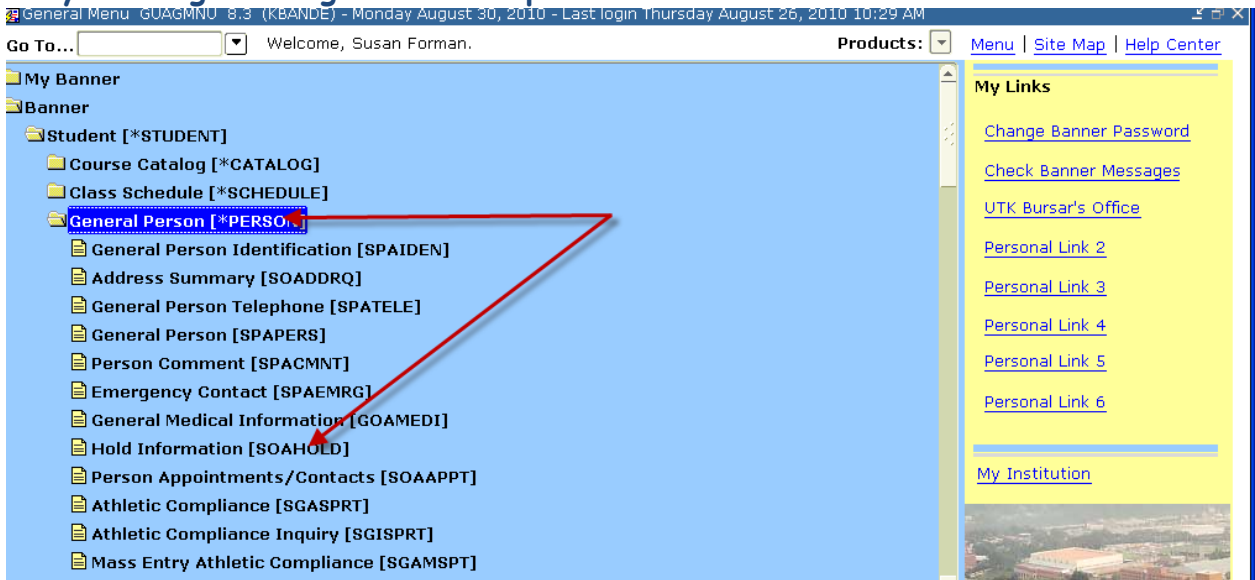 General Menu GUAGMNU 8.3 (KBANDE) - Monday August 30, 2010 - Last login Thursday August 26, 2010 10:29 AM
Go To... Welcome, Susan Forman. Products: Menu | Site Map | Help Center
My Banner
Banner
Student [*STUDENT]
Course Catalog [*CATALOG]
Class Schedule [*SCHEDULE]
General Person [*PERSON]
General Person Identification [SPAIDEN]
Address Summary [SOADDRQ]
General Person Telephone [SPATELE]
General Person [SPAPERS]
Person Comment [SPACMNT]
Emergency Contact [SPAEMRG]
General Medical Information [GOAMEDI]
Hold Information [SOAHOLD]
Person Appointments/Contacts [SOAAPPT]
Athletic Compliance [SGASPRT]
Athletic Compliance Inquiry [SGISPRT]
Mass Entry Athletic Compliance [SGAMSPT]
My Links
Change Banner Password
Check Banner Messages
UTK Bursar's Office
Personal Link 2
Personal Link 3
Personal Link 4
Personal Link 5
Personal Link 6
My Institution